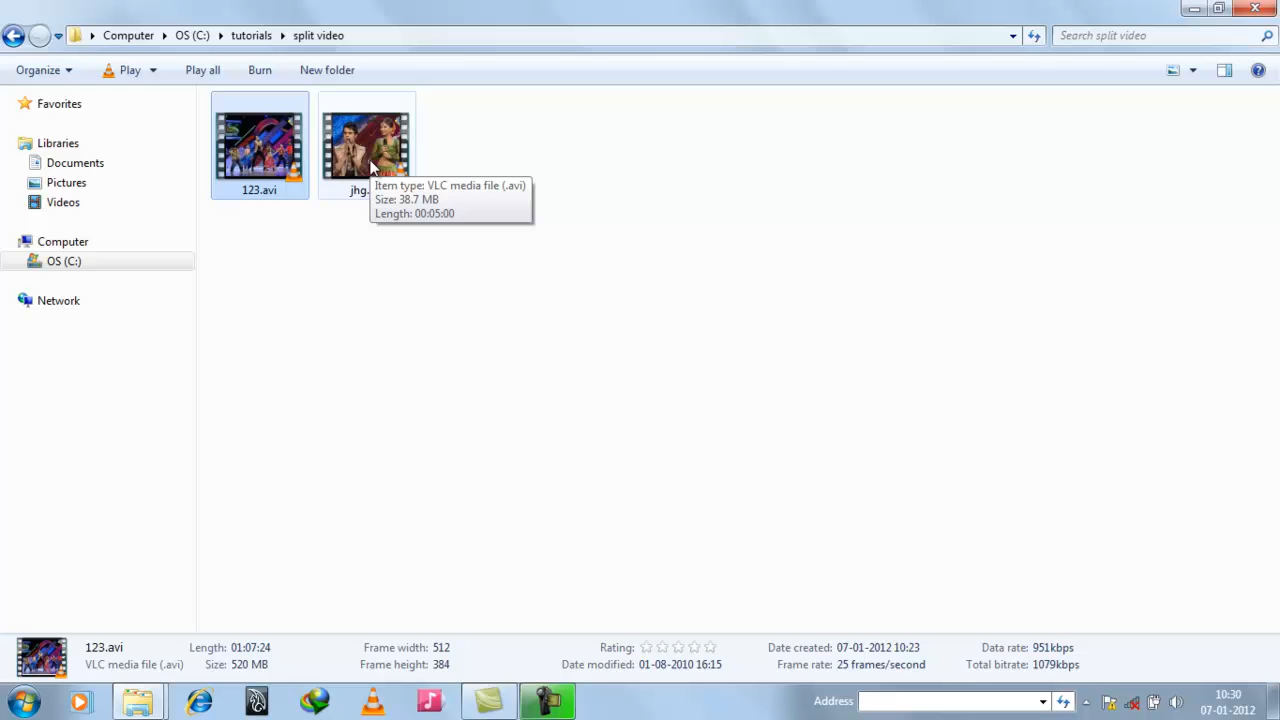 Computer OS (C:) tutorials split video
Search split video
Organize Play Play all Burn New folder
Favorites
Libraries
Documents
Pictures
Videos
Computer
OS (C:)
Network
123.avi
jhg.
Item type: VLC media file (.avi)
Size: 38.7 MB
Length: 00:05:00
123.avi Length: 01:07:24 Frame width: 512 Rating: Date created: 07-01-2012 10:23 Data rate: 951kbps
VLC media file (.avi) Size: 520 MB Frame height: 384 Date modified: 01-08-2010 16:15 Frame rate: 25 frames/second Total bitrate: 1079kbps
Address
10:30
07-01-2012